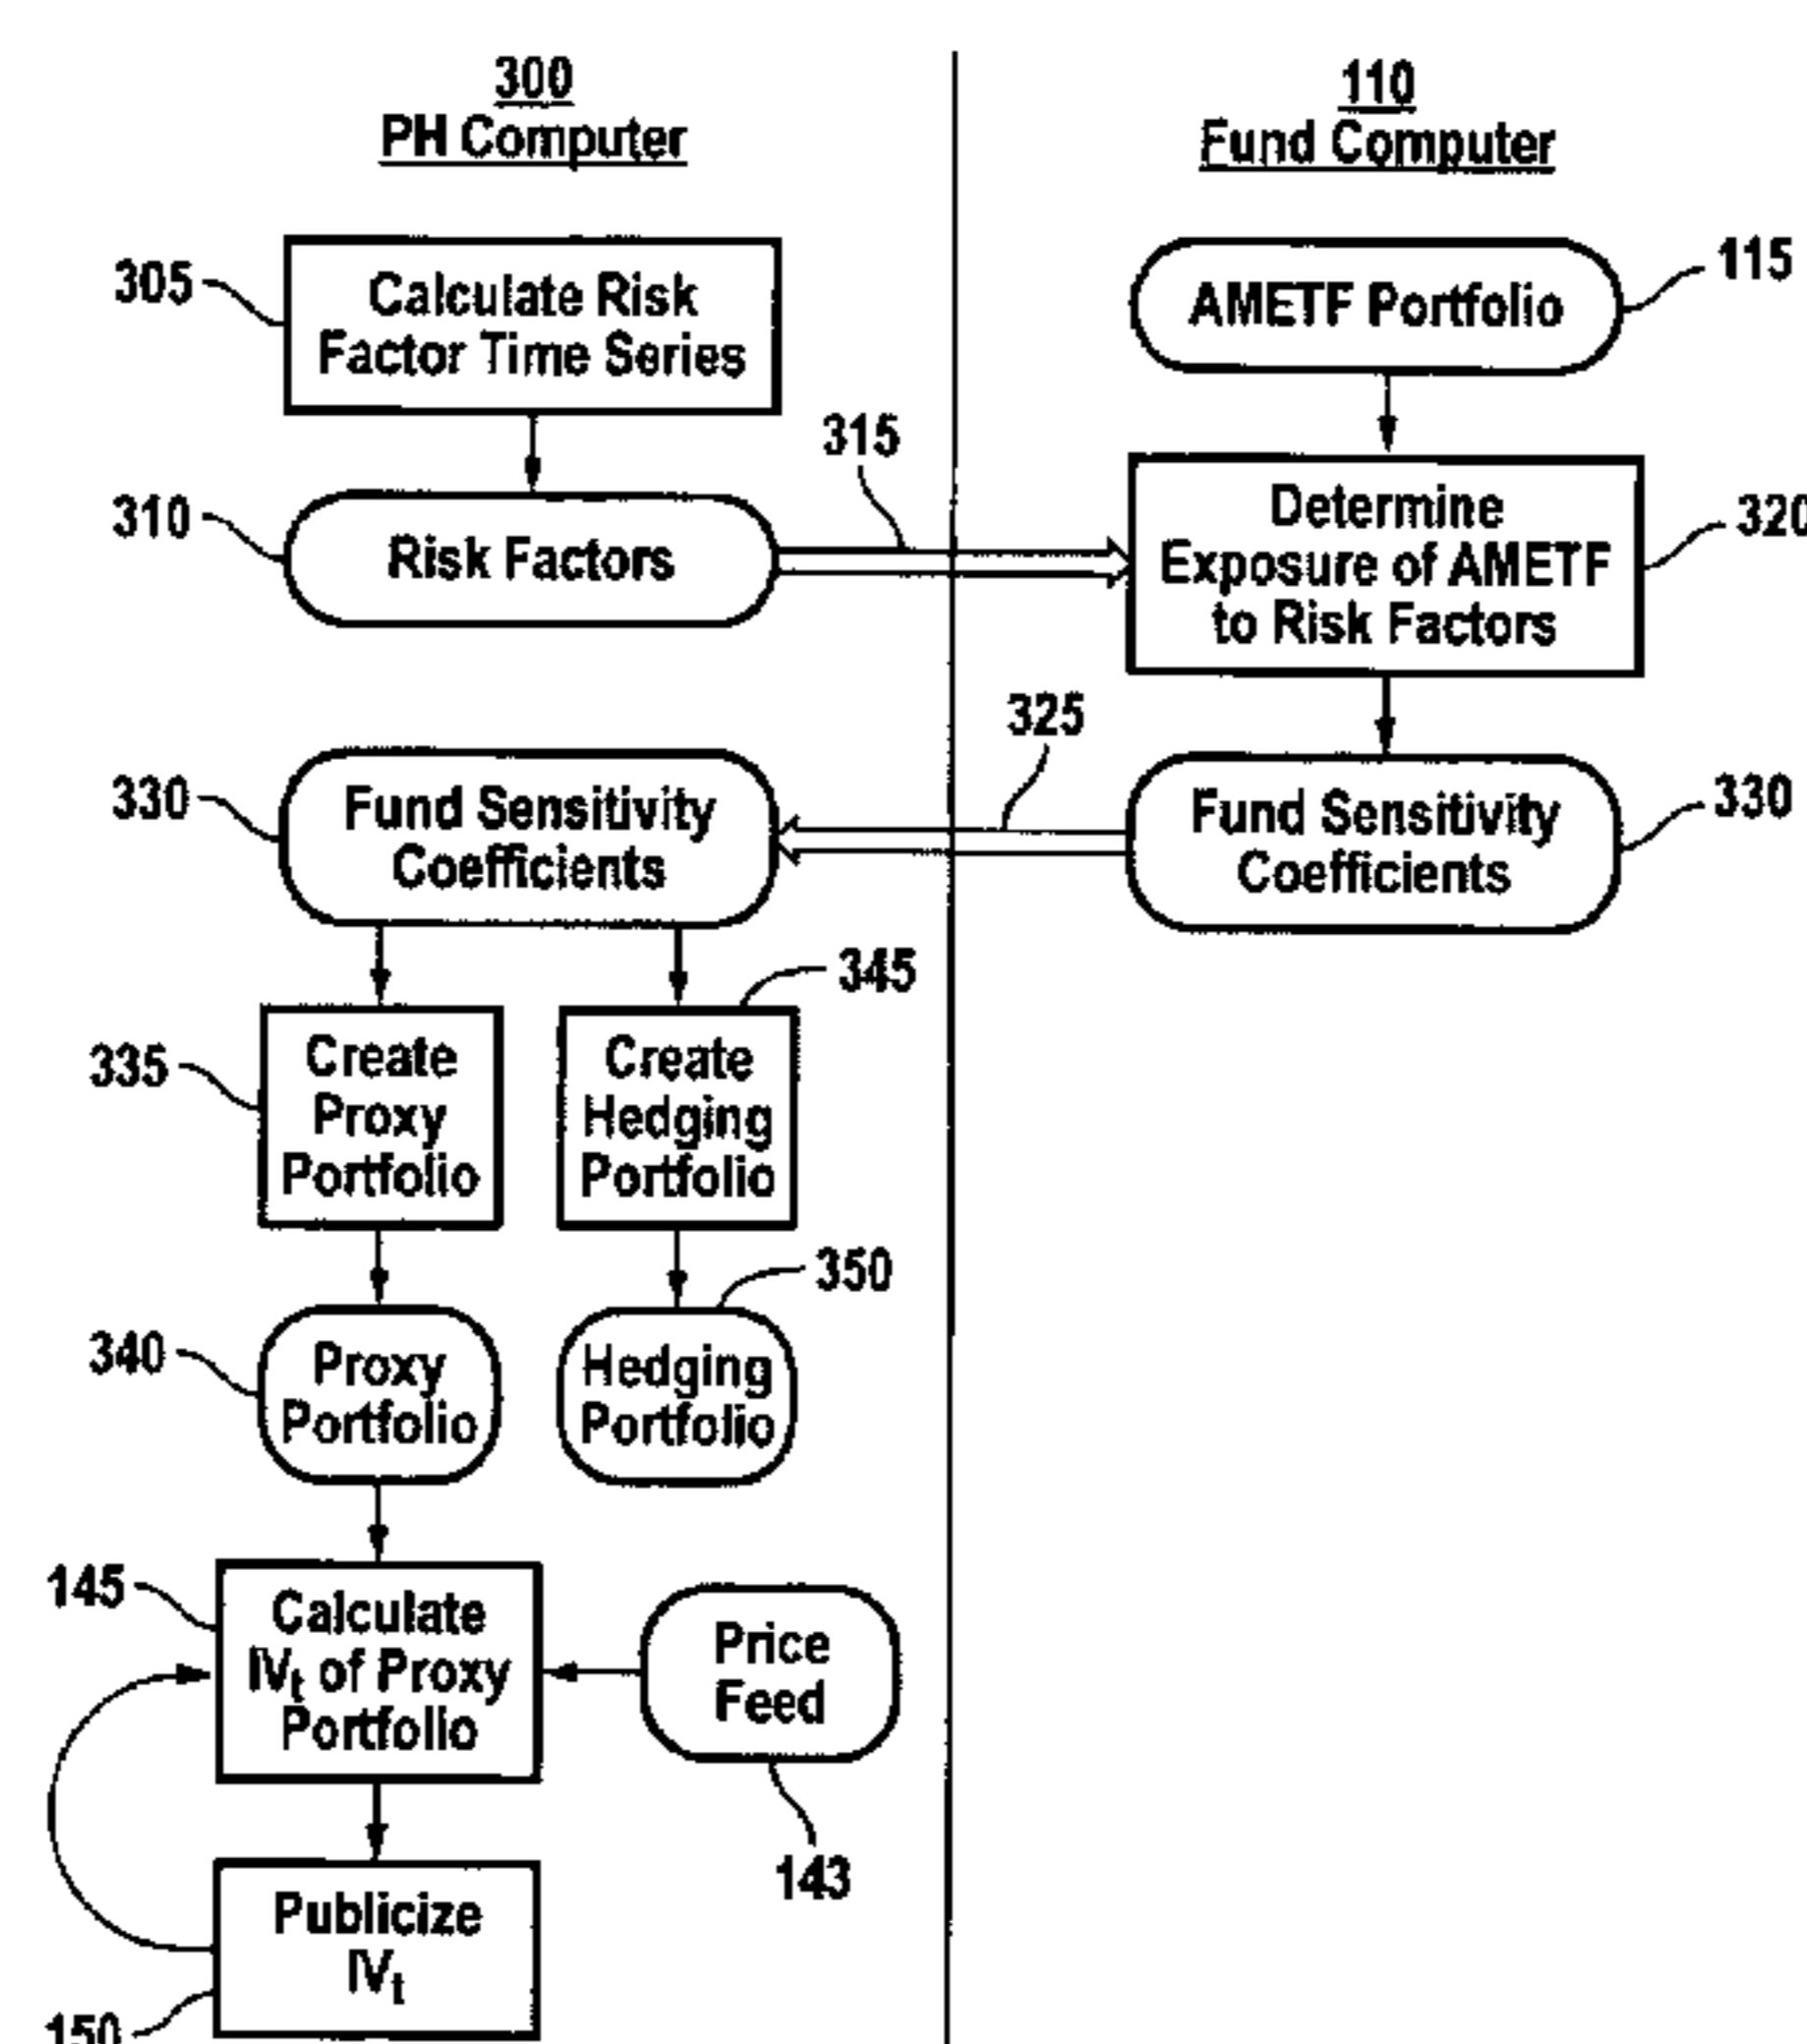 300
PH Computer
110
Fund Computer
305
Calculate Risk
Factor Time Series
AMETF Portfolio
115
310
Risk Factors
315
Determine
Exposure of AMETF
to Risk Factors
320
330
Fund Sensitivity
Coefficients
325
Fund Sensitivity
Coefficients
330
335
Create
Proxy
Portfolio
345
Create
Hedging
Portfolio
340
Proxy
Portfolio
350
Hedging
Portfolio
145
Calculate
IVt of Proxy
Portfolio
Price
Feed
143
Publicize
IVt
150